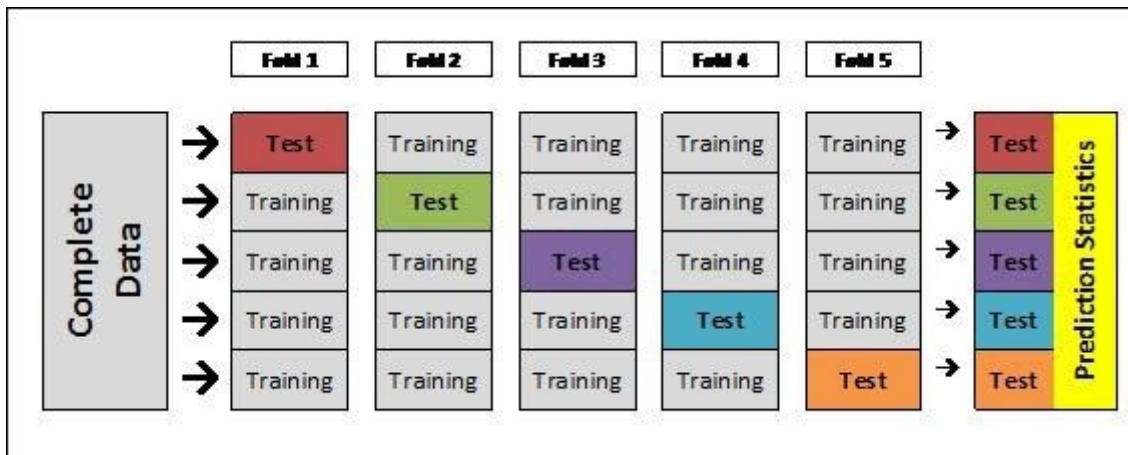 Fold 1 Fold 2 Fold 3 Fold 4 Fold 5
Complete
Data
Test Training Training Training Training Test
Training Test Training Training Training Test
Training Training Test Training Training Test
Training Training Training Test Training Test
Training Training Training Training Test Test
Prediction Statistics